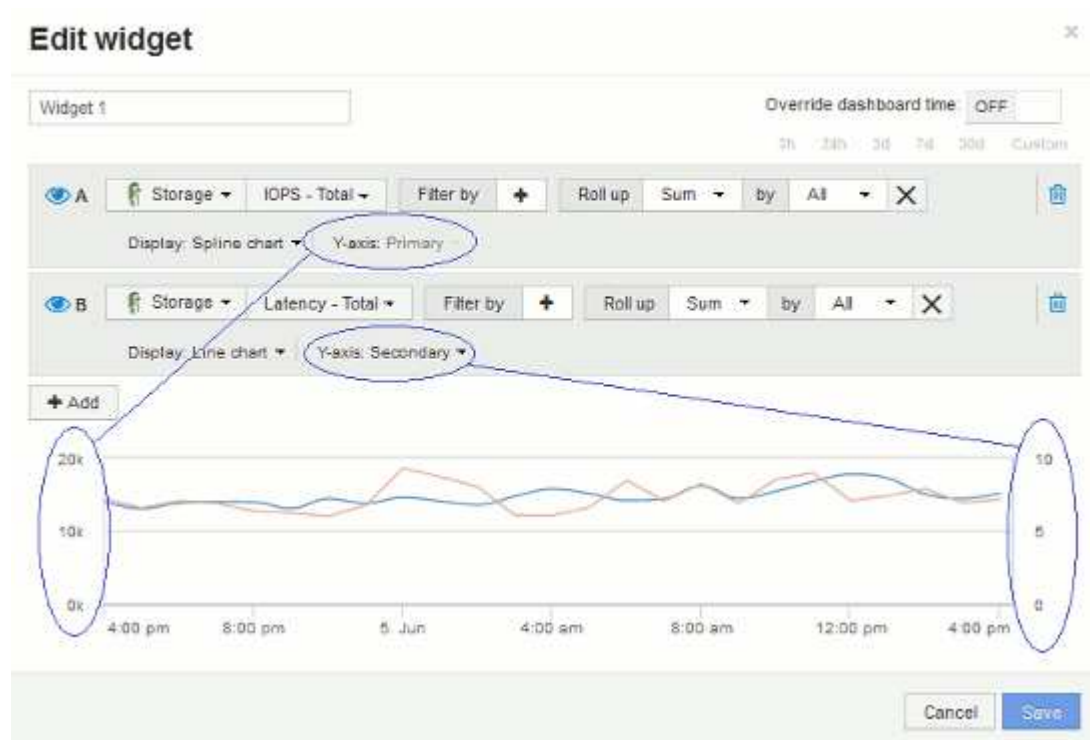 Edit widget
Widget 1
Override dashboard time: OFF
3h 24h 3d 7d 30d Custom
A Storage IOPS - Total Filter by + Roll up Sum by All
Display: Spline chart Y-axis: Primary
B Storage Latency - Total Filter by + Roll up Sum by All
Display: Line chart Y-axis: Secondary
+ Add
20k 10
10k 5
0k 0
4:00 pm 8:00 pm 5. Jun 4:00 am 8:00 am 12:00 pm 4:00 pm
Cancel Save